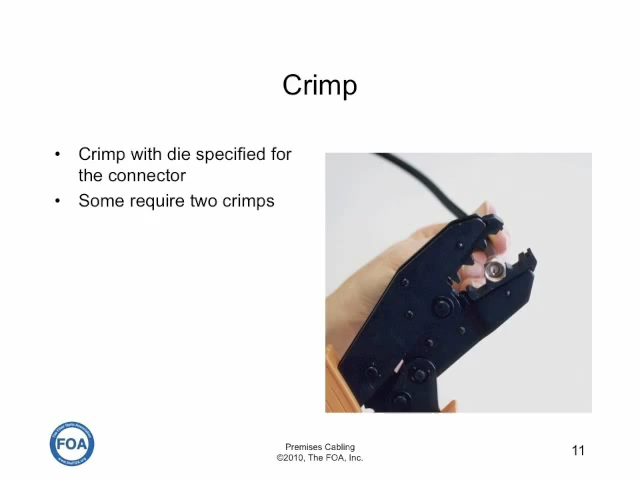 Crimp
• Crimp with die specified for
the connector
• Some require two crimps
FOA
Premises Cabling
©2010, The FOA, Inc.
11